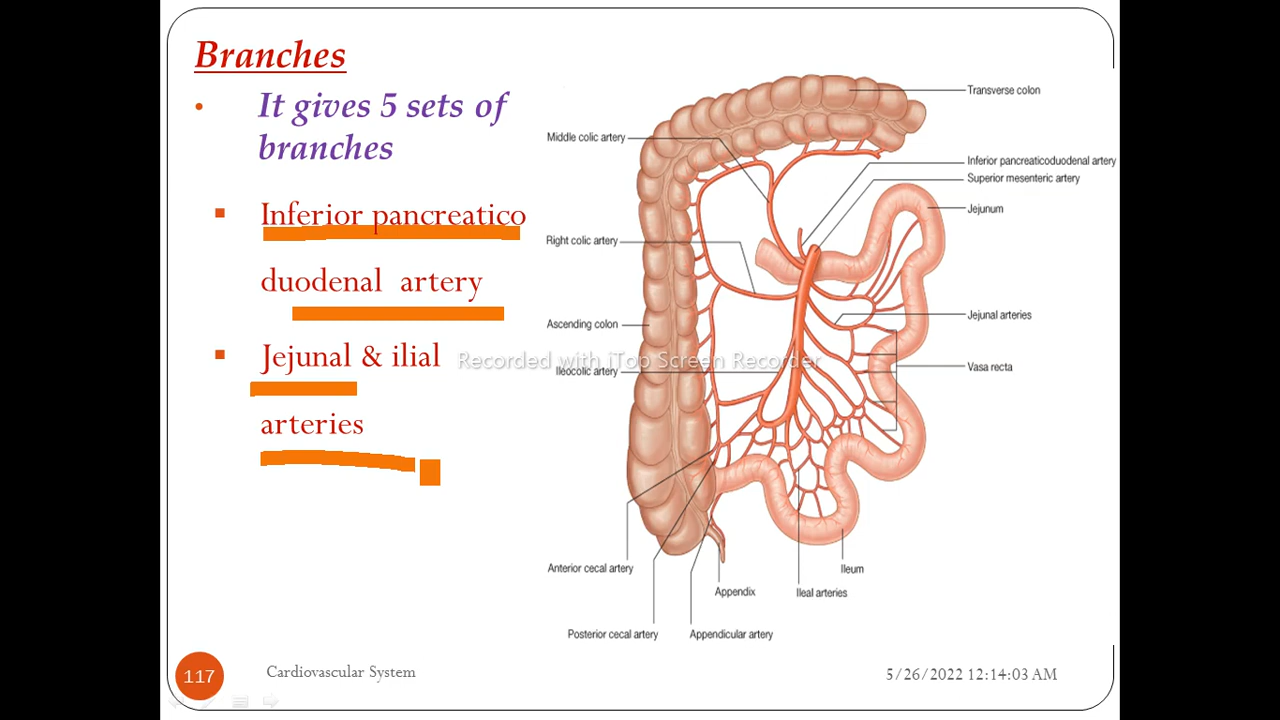 Branches
• It gives 5 sets of
branches
▪ Inferior pancreatico
duodenal artery
▪ Jejunal & ilial
arteries
Transverse colon
Middle colic artery
Inferior pancreaticoduodenal artery
Superior mesenteric artery
Jejunum
Right colic artery
Jejunal arteries
Ascending colon
Recorded with iTop Screen Recorder
Ileocolic artery
Vasa recta
Anterior cecal artery
Ileum
Appendix
Ileal arteries
Posterior cecal artery
Appendicular artery
117
Cardiovascular System
5/26/2022 12:14:03 AM